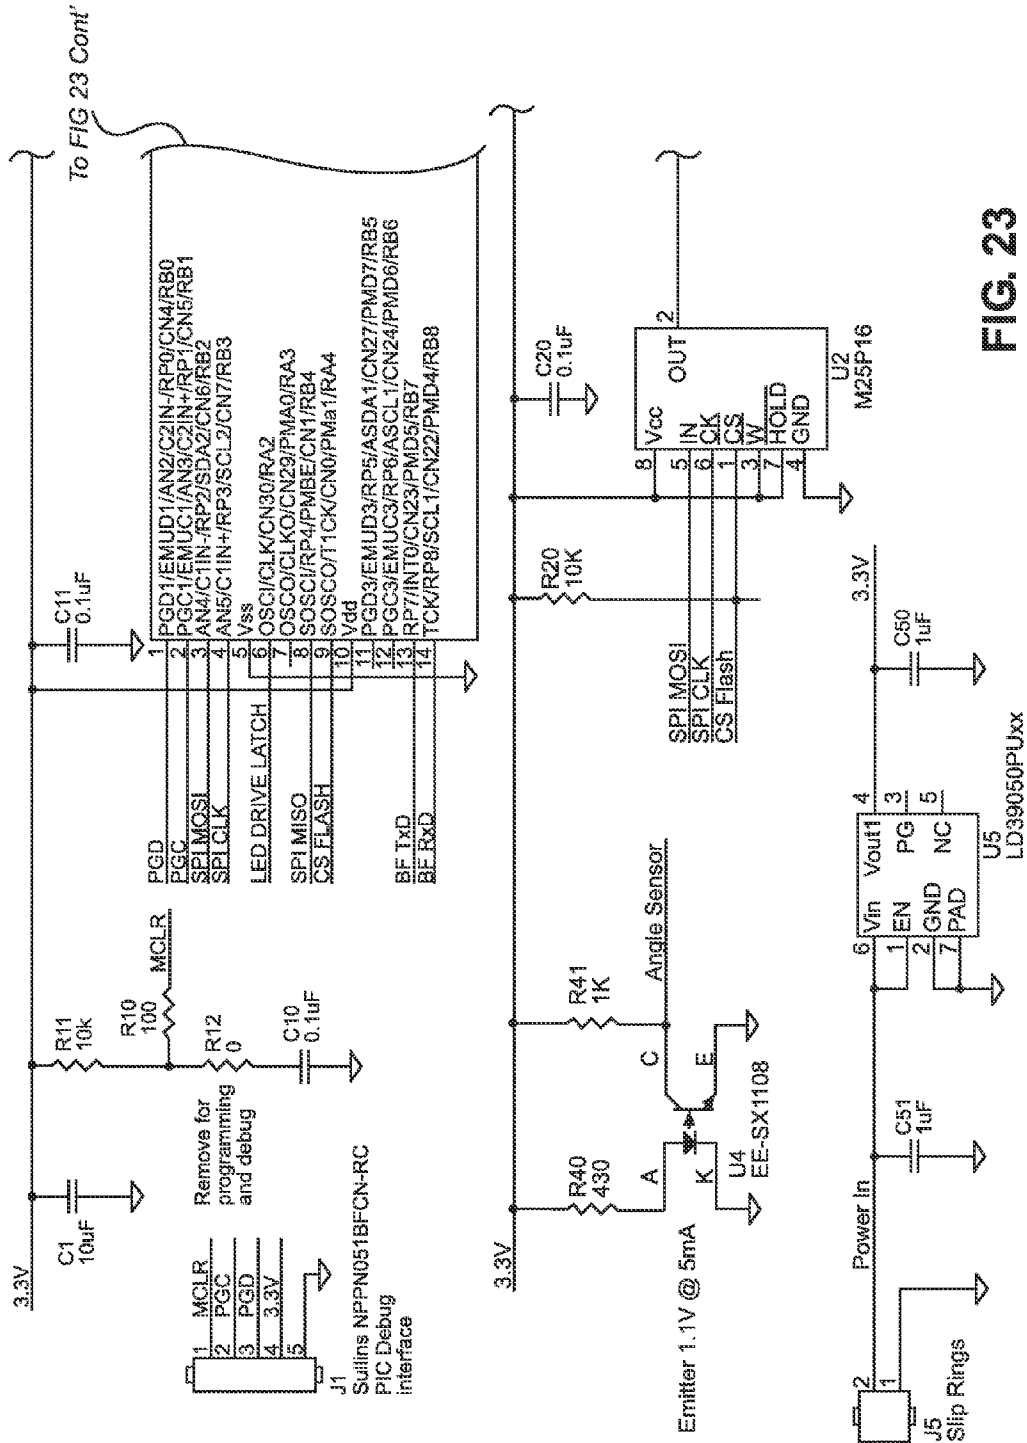 3.3V
C1
10uF
R11
10k
R10
100
MCLR
R12
0
C10
0.1uF
Remove for
programming
and debug
1
2
3
4
5
MCLR
PGC
PGD
3.3V
J1
Sullins NPPN051BFCN-RC
PIC Debug
Interface
C11
0.1uF
To FIG 23 Cont'
PGD
PGC
SPI MOSI
SPI CLK
LED DRIVE LATCH
SPI MISO
CS FLASH
BF TxD
BF RxD
1 PGD1/EMUD1/AN2/C2IN-/RP0/CN4/RB0
2 PGC1/EMUC1/AN3/C2IN+/RP1/CN5/RB1
3 AN4/C1IN-/RP2/SDA2/CN6/RB2
4 AN5/C1IN+/RP3/SCL2/CN7/RB3
5 Vss
6 OSCI/CLK/CN30/RA2
7 OSCO/CLKO/CN29/PMA0/RA3
8 SOSCI/RP4/PMBE/CN1/RB4
9 SOSCO/T1CK/CN0/PMa1/RA4
10 Vdd
11 PGD3/EMUD3/RP5/ASDA1/CN27/PMD7/RB5
12 PGC3/EMUC3/RP6/ASCL1/CN24/PMD6/RB6
13 RP7/INT0/CN23/PMD5/RB7
14 TCK/RP8/SCL1/CN22/PMD4/RB8
3.3V
R40
430
Emitter 1.1V @ 5mA
A
K
C
E
U4
EE-SX1108
R41
1K
Angle Sensor
R20
10K
SPI MOSI
SPI CLK
CS Flash
C20
0.1uF
8 Vcc
5 IN
6 CK
1 CS
3 W
7 HOLD
4 GND
OUT 2
U2
M25P16
J5
Slip Rings
2
1
Power In
C51
1uF
6 Vin
1 EN
2 GND
7 PAD
Vout1 4
PG 3
NC 5
U5
LD39050PUxx
C50
1uF
3.3V
FIG. 23